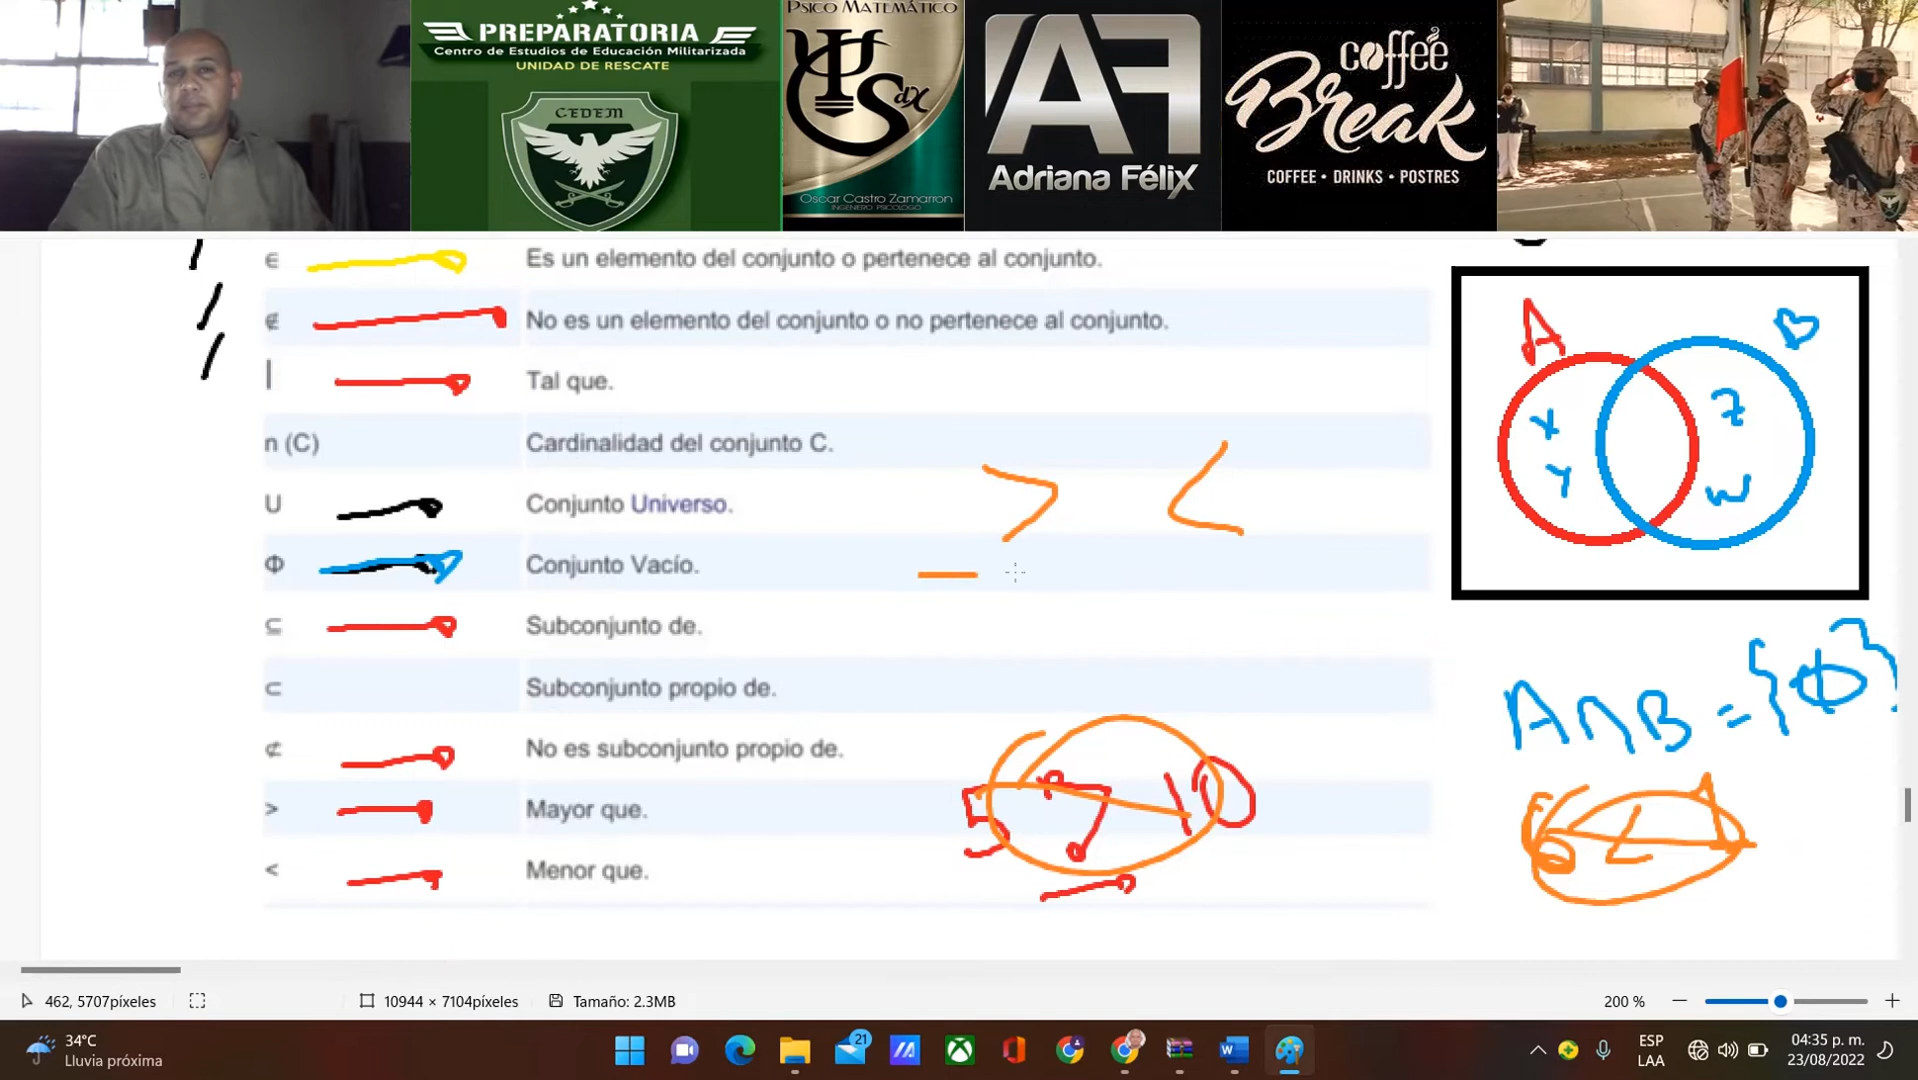 PREPARATORIA
Centro de Estudios de Educación Militarizada
UNIDAD DE RESCATE
CEDEM
PSICO MATEMÁTICO
Oscar Castro Zamarron
INGENIERO PSICOLOGO
AF
Adriana Félix
coffee
Break
COFFEE • DRINKS • POSTRES
∈ Es un elemento del conjunto o pertenece al conjunto.
∉ No es un elemento del conjunto o no pertenece al conjunto.
| Tal que.
n (C) Cardinalidad del conjunto C.
U Conjunto Universo.
Φ Conjunto Vacío.
⊆ Subconjunto de.
⊂ Subconjunto propio de.
⊄ No es subconjunto propio de.
> Mayor que.
< Menor que.
> <
5 10
A B
X Z
Y W
A∩B = {Φ}
462, 5707píxeles
10944 × 7104píxeles
Tamaño: 2.3MB
200 %
34°C
Lluvia próxima
21
ESP
LAA
04:35 p. m.
23/08/2022